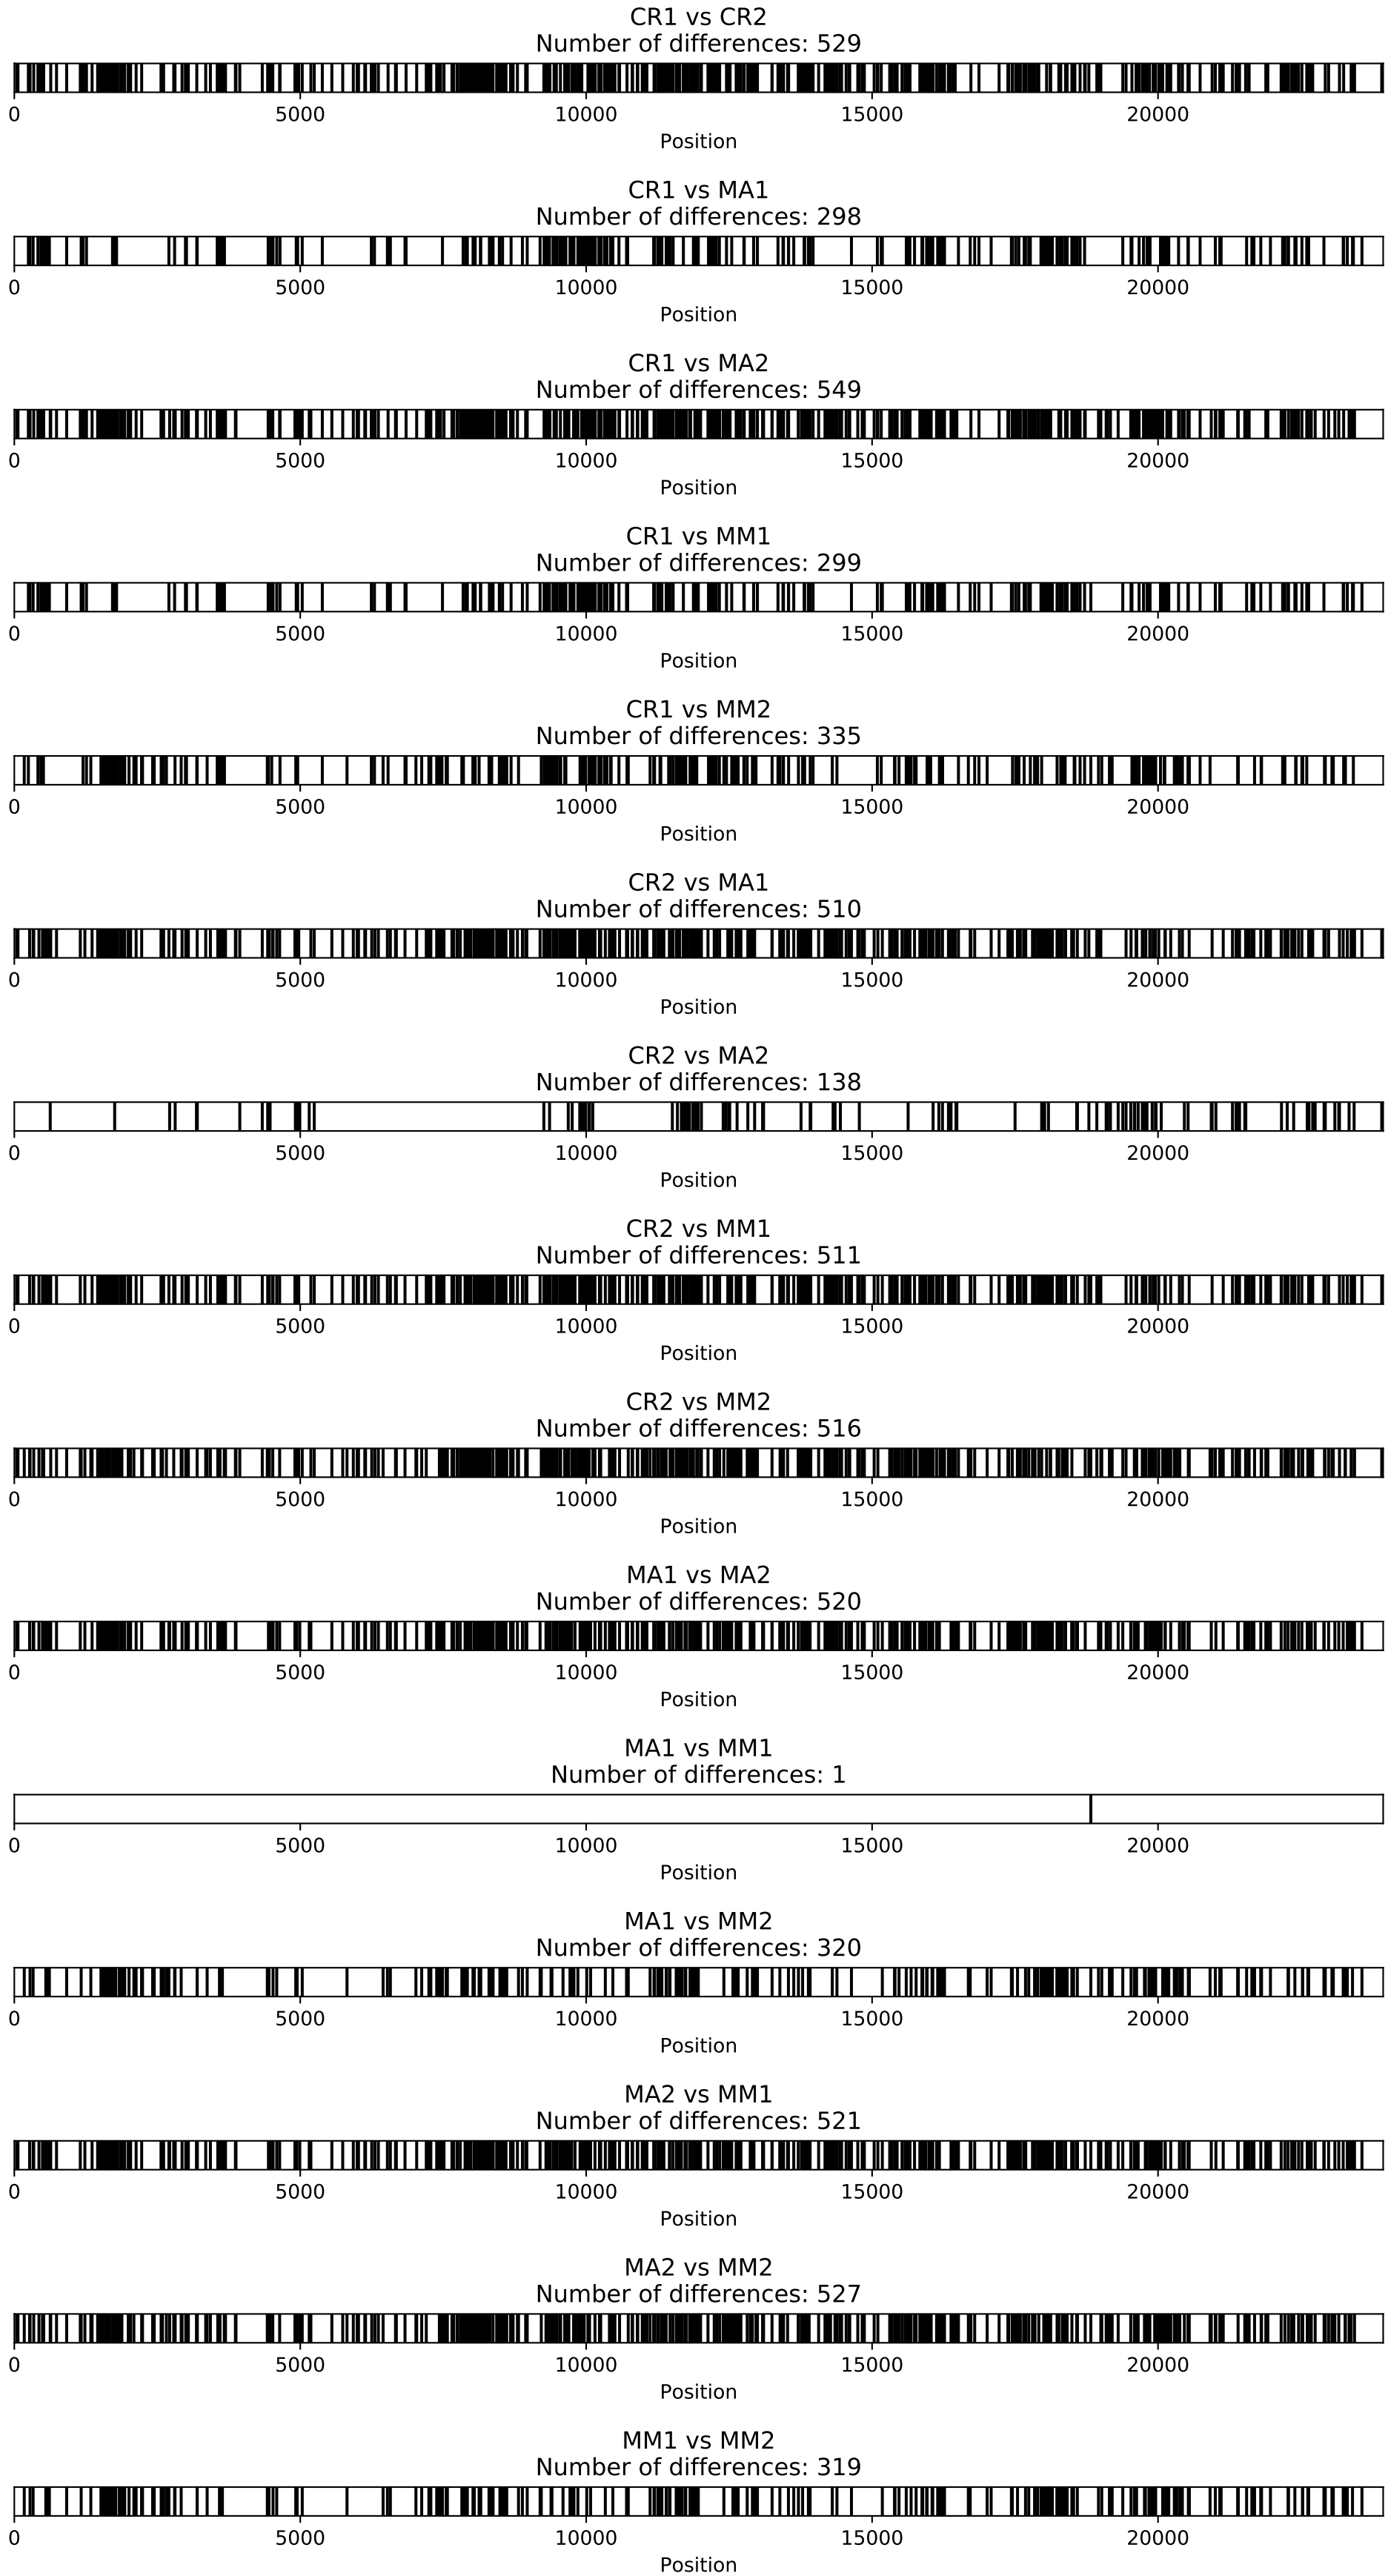 CR1 vs CR2
Number of differences: 529
0 5000 10000 15000 20000
Position
CR1 vs MA1
Number of differences: 298
0 5000 10000 15000 20000
Position
CR1 vs MA2
Number of differences: 549
0 5000 10000 15000 20000
Position
CR1 vs MM1
Number of differences: 299
0 5000 10000 15000 20000
Position
CR1 vs MM2
Number of differences: 335
0 5000 10000 15000 20000
Position
CR2 vs MA1
Number of differences: 510
0 5000 10000 15000 20000
Position
CR2 vs MA2
Number of differences: 138
0 5000 10000 15000 20000
Position
CR2 vs MM1
Number of differences: 511
0 5000 10000 15000 20000
Position
CR2 vs MM2
Number of differences: 516
0 5000 10000 15000 20000
Position
MA1 vs MA2
Number of differences: 520
0 5000 10000 15000 20000
Position
MA1 vs MM1
Number of differences: 1
0 5000 10000 15000 20000
Position
MA1 vs MM2
Number of differences: 320
0 5000 10000 15000 20000
Position
MA2 vs MM1
Number of differences: 521
0 5000 10000 15000 20000
Position
MA2 vs MM2
Number of differences: 527
0 5000 10000 15000 20000
Position
MM1 vs MM2
Number of differences: 319
0 5000 10000 15000 20000
Position